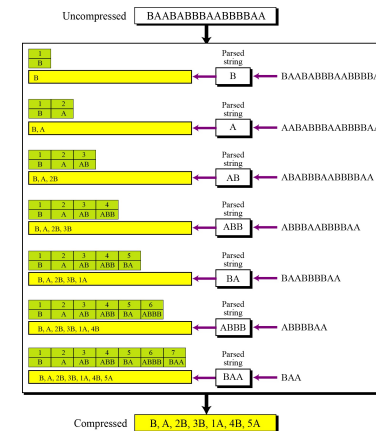 Uncompressed BAABABBBAABBBBAA
1
B
Parsed string
B B BAABABBBAABBBBA
1 2
B A
Parsed string
B, A A AABABBBAABBBBAA
1 2 3
B A AB
Parsed string
B, A, 2B AB ABABBBAABBBBAA
1 2 3 4
B A AB ABB
Parsed string
B, A, 2B, 3B ABB ABBBAABBBBAA
1 2 3 4 5
B A AB ABB BA
Parsed string
B, A, 2B, 3B, 1A BA BAABBBBAA
1 2 3 4 5 6
B A AB ABB BA ABBB
Parsed string
B, A, 2B, 3B, 1A, 4B ABBB ABBBBAA
1 2 3 4 5 6 7
B A AB ABB BA ABBB BAA
Parsed string
B, A, 2B, 3B, 1A, 4B, 5A BAA BAA
Compressed B, A, 2B, 3B, 1A, 4B, 5A